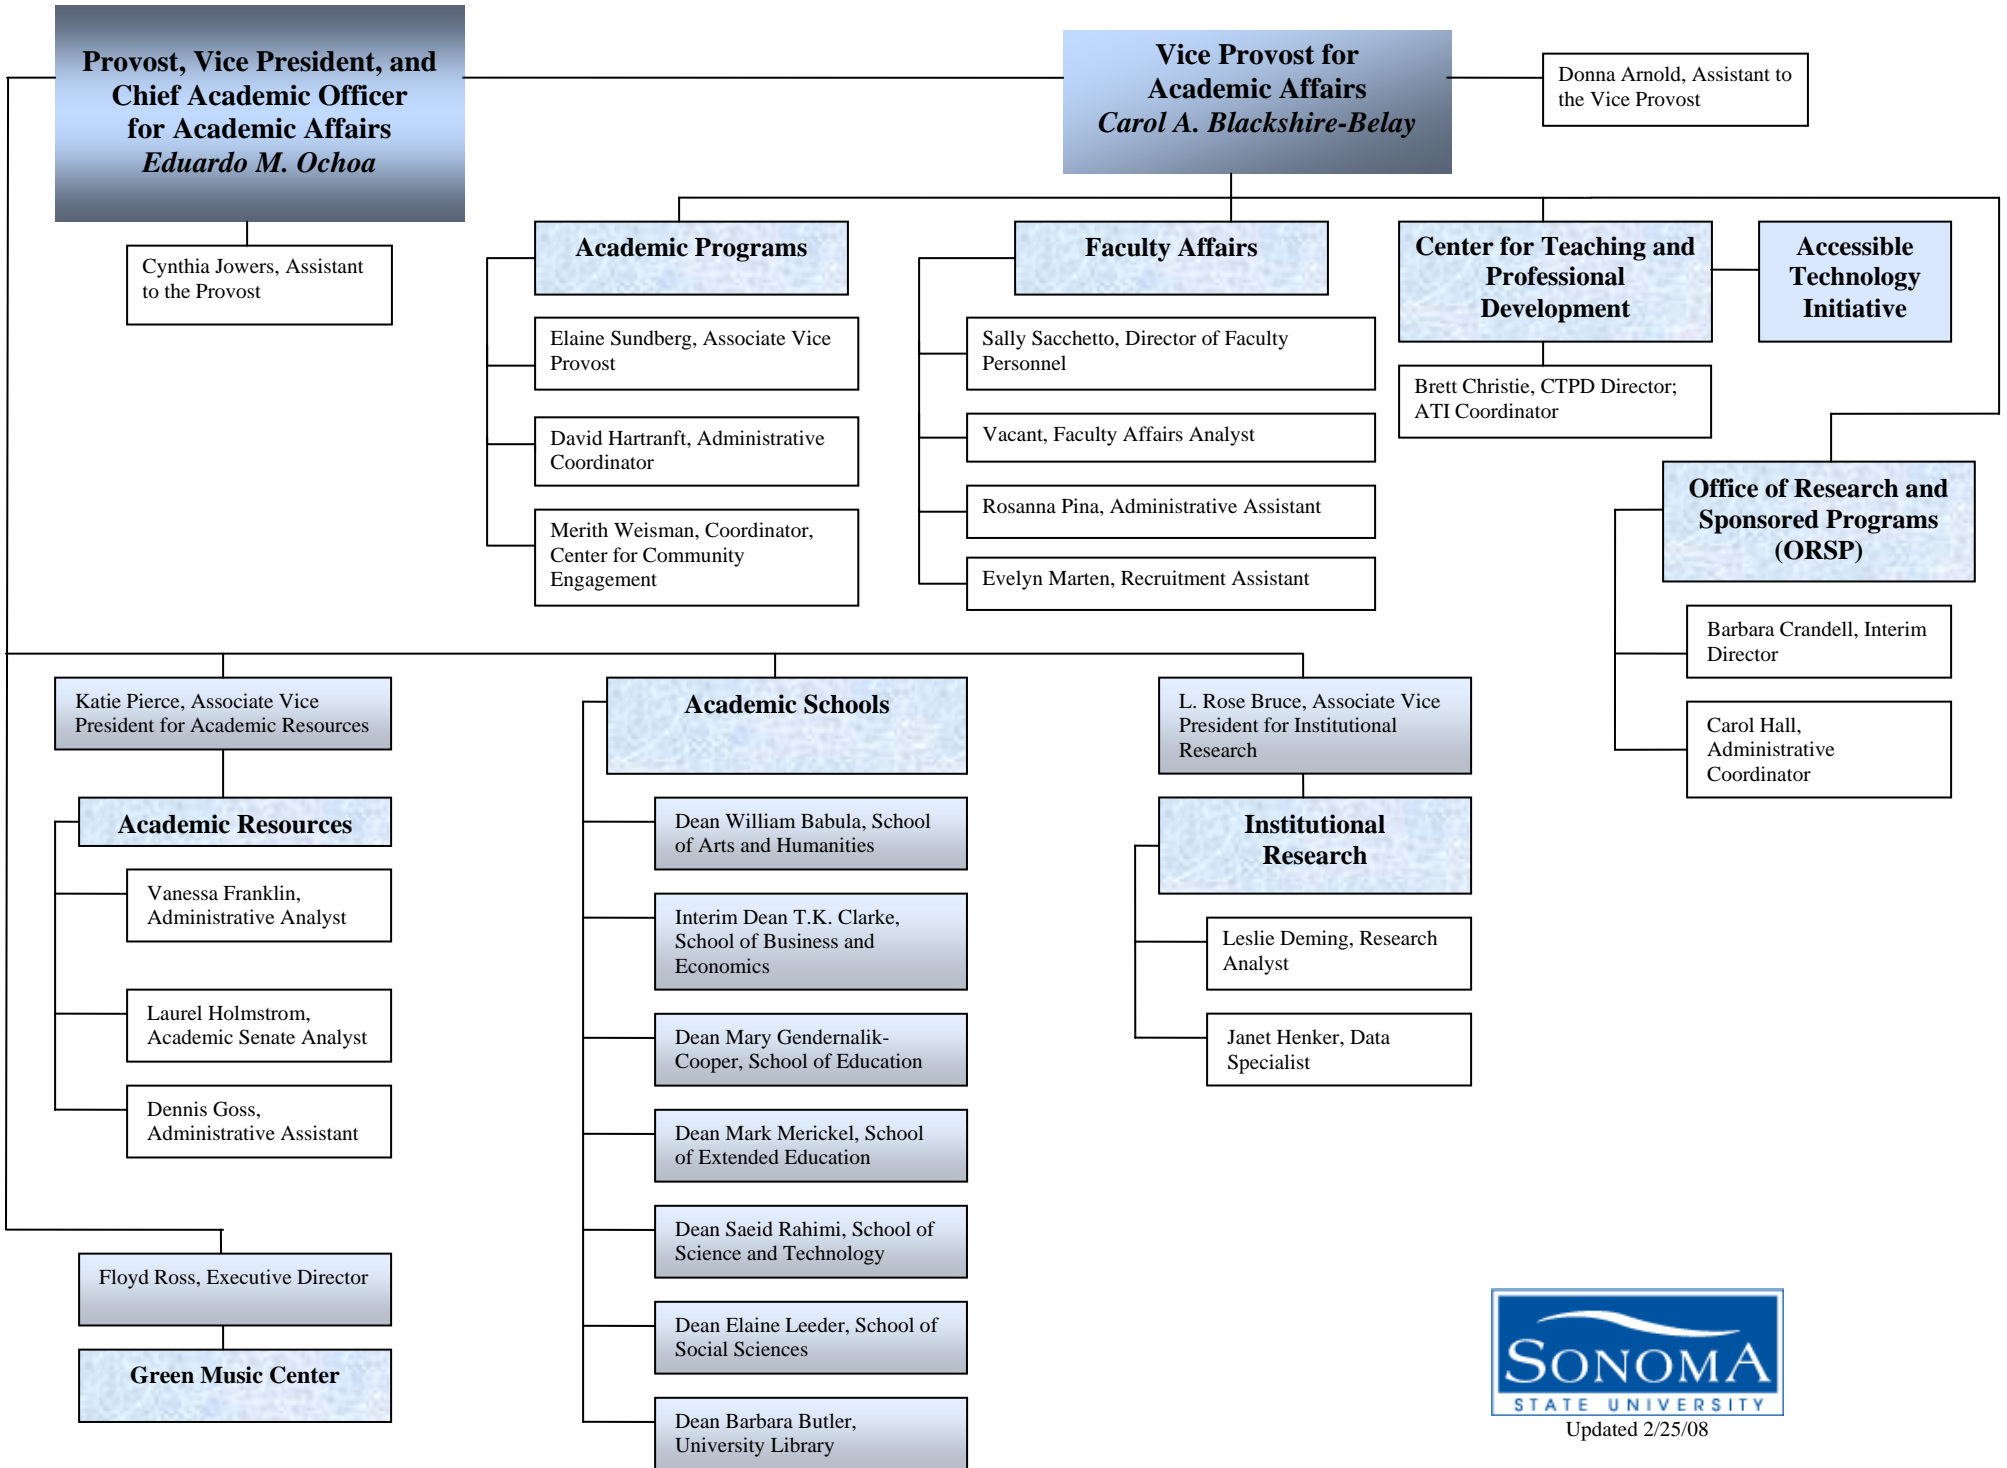 Provost, Vice President, and
Chief Academic Officer
for Academic Affairs
Eduardo M. Ochoa
Vice Provost for
Academic Affairs
Carol A. Blackshire-Belay
Donna Arnold, Assistant to
the Vice Provost
Cynthia Jowers, Assistant
to the Provost
Academic Programs
Elaine Sundberg, Associate Vice
Provost
David Hartranft, Administrative
Coordinator
Merith Weisman, Coordinator,
Center for Community
Engagement
Faculty Affairs
Sally Sacchetto, Director of Faculty
Personnel
Vacant, Faculty Affairs Analyst
Rosanna Pina, Administrative Assistant
Evelyn Marten, Recruitment Assistant
Center for Teaching and
Professional
Development
Brett Christie, CTPD Director;
ATI Coordinator
Accessible
Technology
Initiative
Office of Research and
Sponsored Programs
(ORSP)
Barbara Crandell, Interim
Director
Carol Hall,
Administrative
Coordinator
Katie Pierce, Associate Vice
President for Academic Resources
Academic Resources
Vanessa Franklin,
Administrative Analyst
Laurel Holmstrom,
Academic Senate Analyst
Dennis Goss,
Administrative Assistant
Floyd Ross, Executive Director
Green Music Center
Academic Schools
Dean William Babula, School
of Arts and Humanities
Interim Dean T.K. Clarke,
School of Business and
Economics
Dean Mary Gendernalik-
Cooper, School of Education
Dean Mark Merickel, School
of Extended Education
Dean Saeid Rahimi, School of
Science and Technology
Dean Elaine Leeder, School of
Social Sciences
Dean Barbara Butler,
University Library
L. Rose Bruce, Associate Vice
President for Institutional
Research
Institutional
Research
Leslie Deming, Research
Analyst
Janet Henker, Data
Specialist
SONOMA
STATE UNIVERSITY
Updated 2/25/08